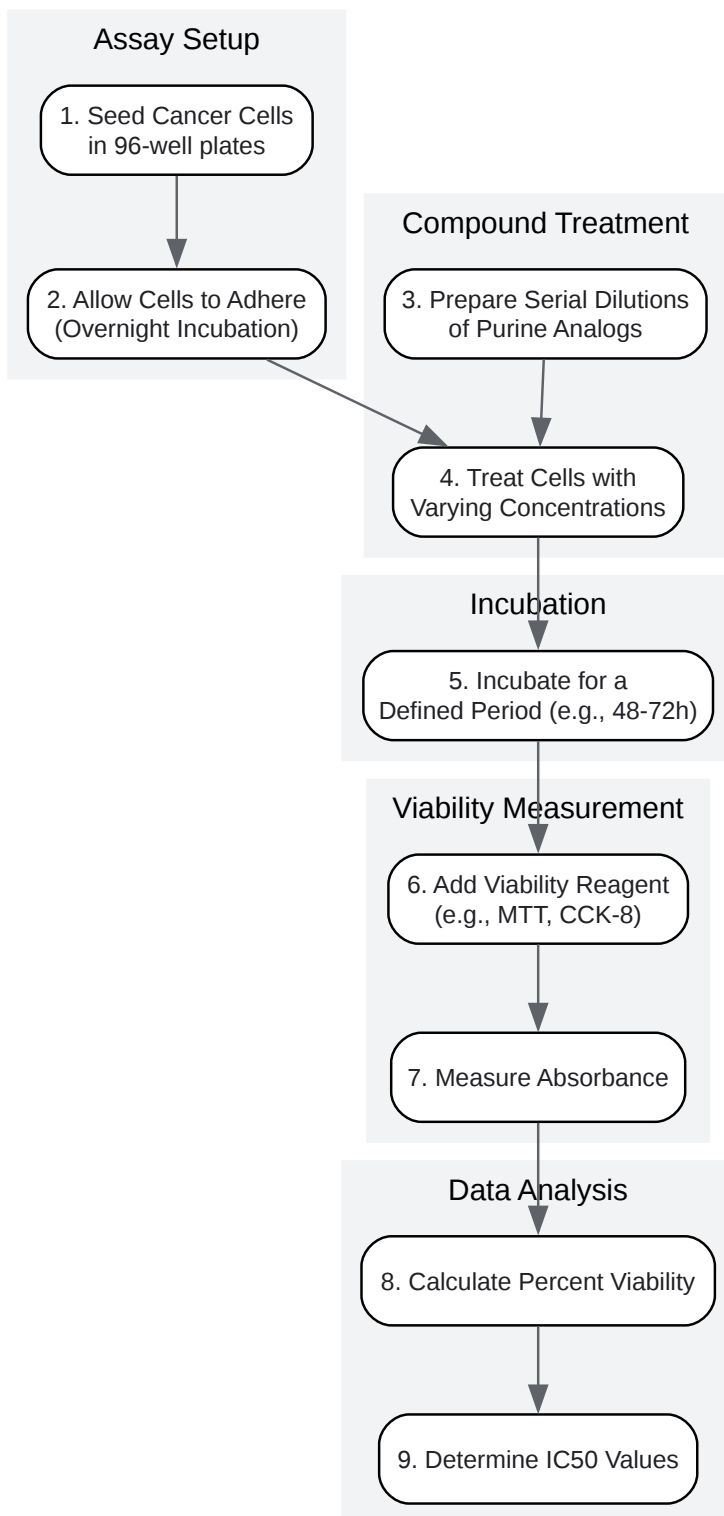 Assay Setup
1. Seed Cancer Cells
in 96-well plates
2. Allow Cells to Adhere
(Overnight Incubation)
Compound Treatment
3. Prepare Serial Dilutions
of Purine Analogs
4. Treat Cells with
Varying Concentrations
Incubation
5. Incubate for a
Defined Period (e.g., 48-72h)
Viability Measurement
6. Add Viability Reagent
(e.g., MTT, CCK-8)
7. Measure Absorbance
Data Analysis
8. Calculate Percent Viability
9. Determine IC50 Values